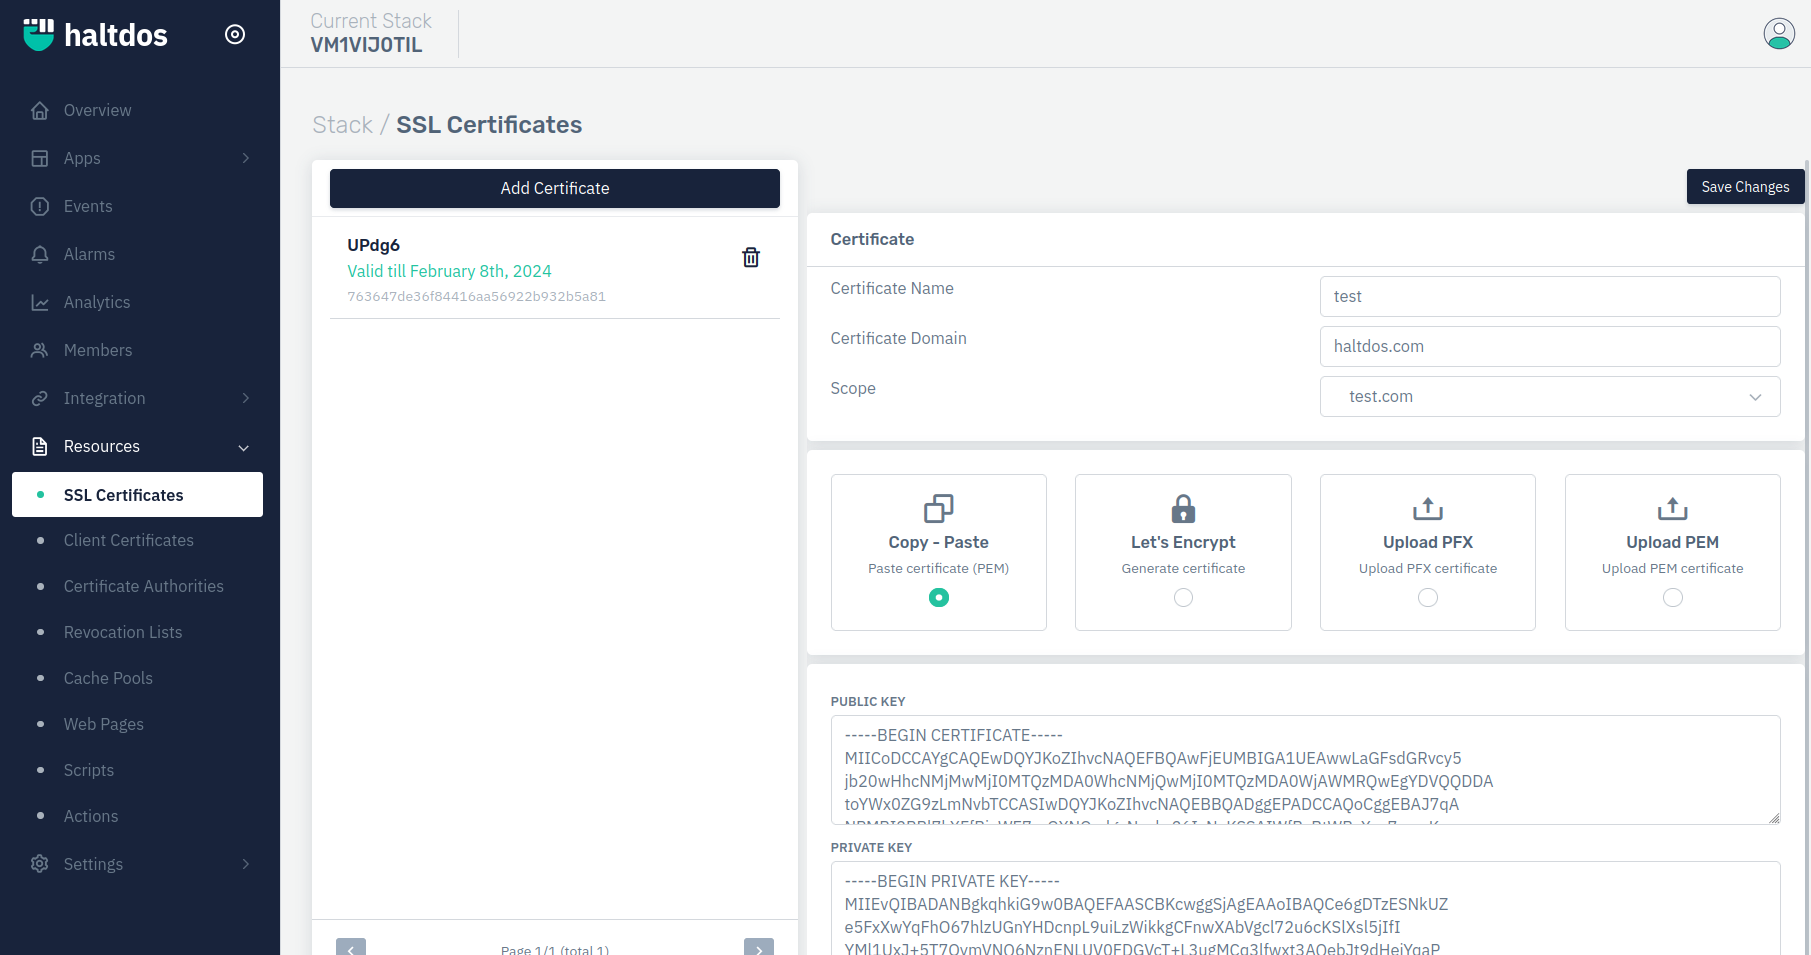 haltdos
Current Stack
VM1VIJ0TIL
Overview
Apps
Events
Alarms
Analytics
Members
Integration
Resources
SSL Certificates
Client Certificates
Certificate Authorities
Revocation Lists
Cache Pools
Web Pages
Scripts
Actions
Settings
Stack / SSL Certificates
Add Certificate
UPdg6
Valid till February 8th, 2024
763647de36f84416aa56922b932b5a81
Page 1/1 (total 1)
Save Changes
Certificate
Certificate Name
test
Certificate Domain
haltdos.com
Scope
test.com
Copy - Paste
Paste certificate (PEM)
Let's Encrypt
Generate certificate
Upload PFX
Upload PFX certificate
Upload PEM
Upload PEM certificate
PUBLIC KEY
-----BEGIN CERTIFICATE-----
MIICoDCCAYgCAQEwDQYJKoZIhvcNAQEFBQAwFjEUMBIGA1UEAwwLaGFsdGRvcy5
jb20wHhcNMjMwMjI0MTQzMDA0WhcNMjQwMjI0MTQzMDA0WjAWMRQwEgYDVQQDDA
toYWx0ZG9zLmNvbTCCASIwDQYJKoZIhvcNAQEBBQADggEPADCCAQoCggEBAJ7qA
PRIVATE KEY
-----BEGIN PRIVATE KEY-----
MIIEvQIBADANBgkqhkiG9w0BAQEFAASCBKcwggSjAgEAAoIBAQCe6gDTzESNkUZ
e5FxXwYqFhO67hlzUGnYHDcnpL9uiLzWikkgCFnwXAbVgcl72u6cKSlXsl5jIfI